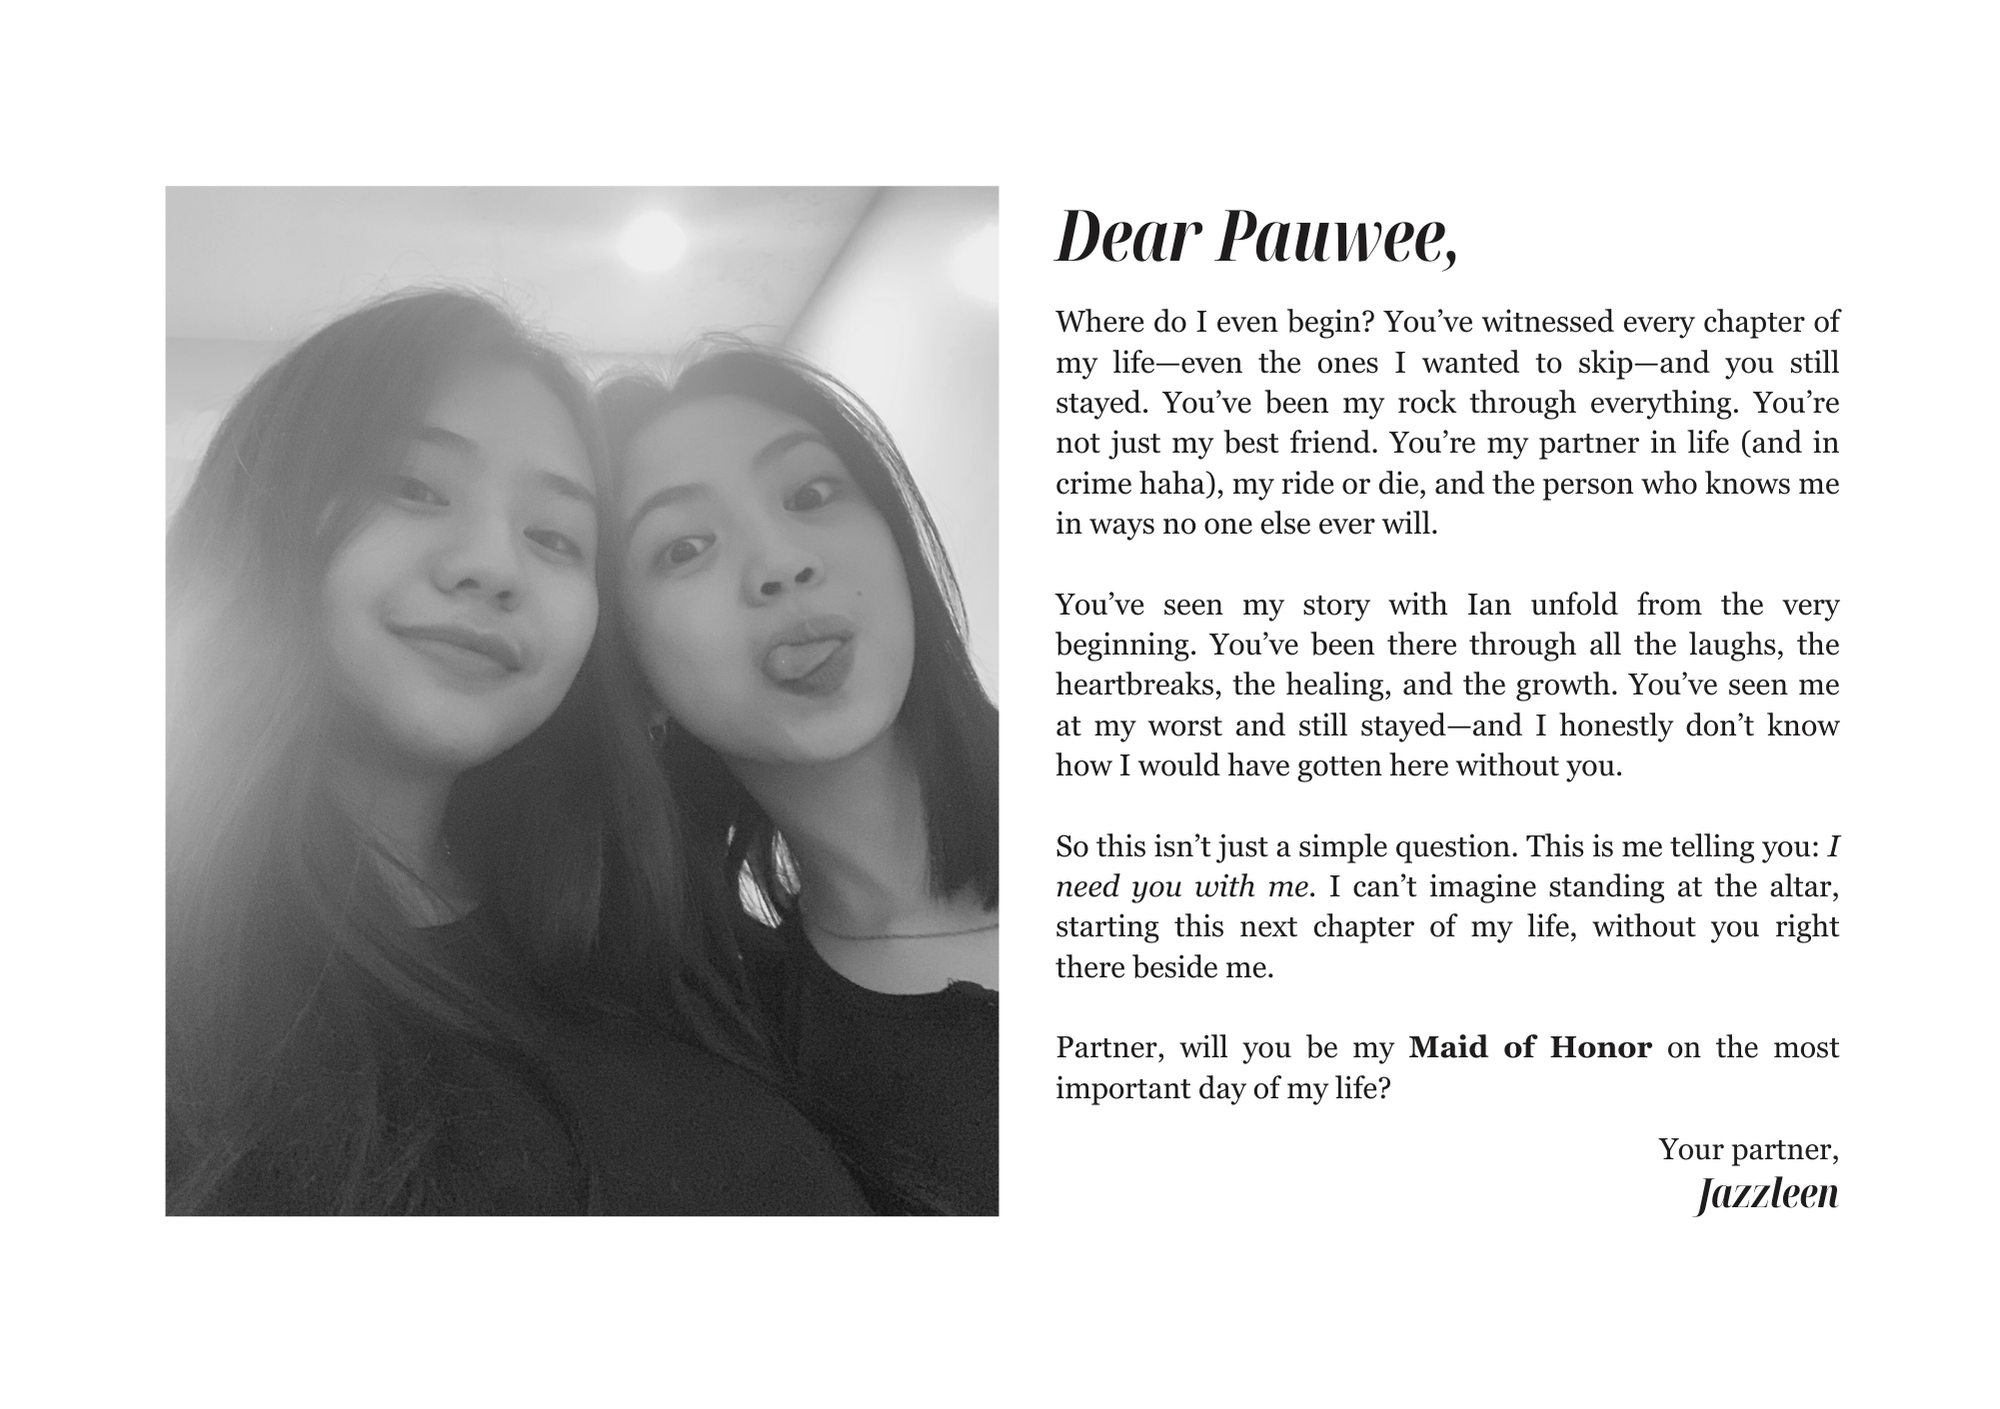 Dear Pauwee,
Where do I even begin? You’ve witnessed every chapter of
my life—even the ones I wanted to skip—and you still
stayed. You’ve been my rock through everything. You’re
not just my best friend. You’re my partner in life (and in
crime haha), my ride or die, and the person who knows me
in ways no one else ever will.
You’ve seen my story with Ian unfold from the very
beginning. You’ve been there through all the laughs, the
heartbreaks, the healing, and the growth. You’ve seen me
at my worst and still stayed—and I honestly don’t know
how I would have gotten here without you.
So this isn’t just a simple question. This is me telling you: I
need you with me. I can’t imagine standing at the altar,
starting this next chapter of my life, without you right
there beside me.
Partner, will you be my Maid of Honor on the most
important day of my life?
Your partner,
Jazzleen